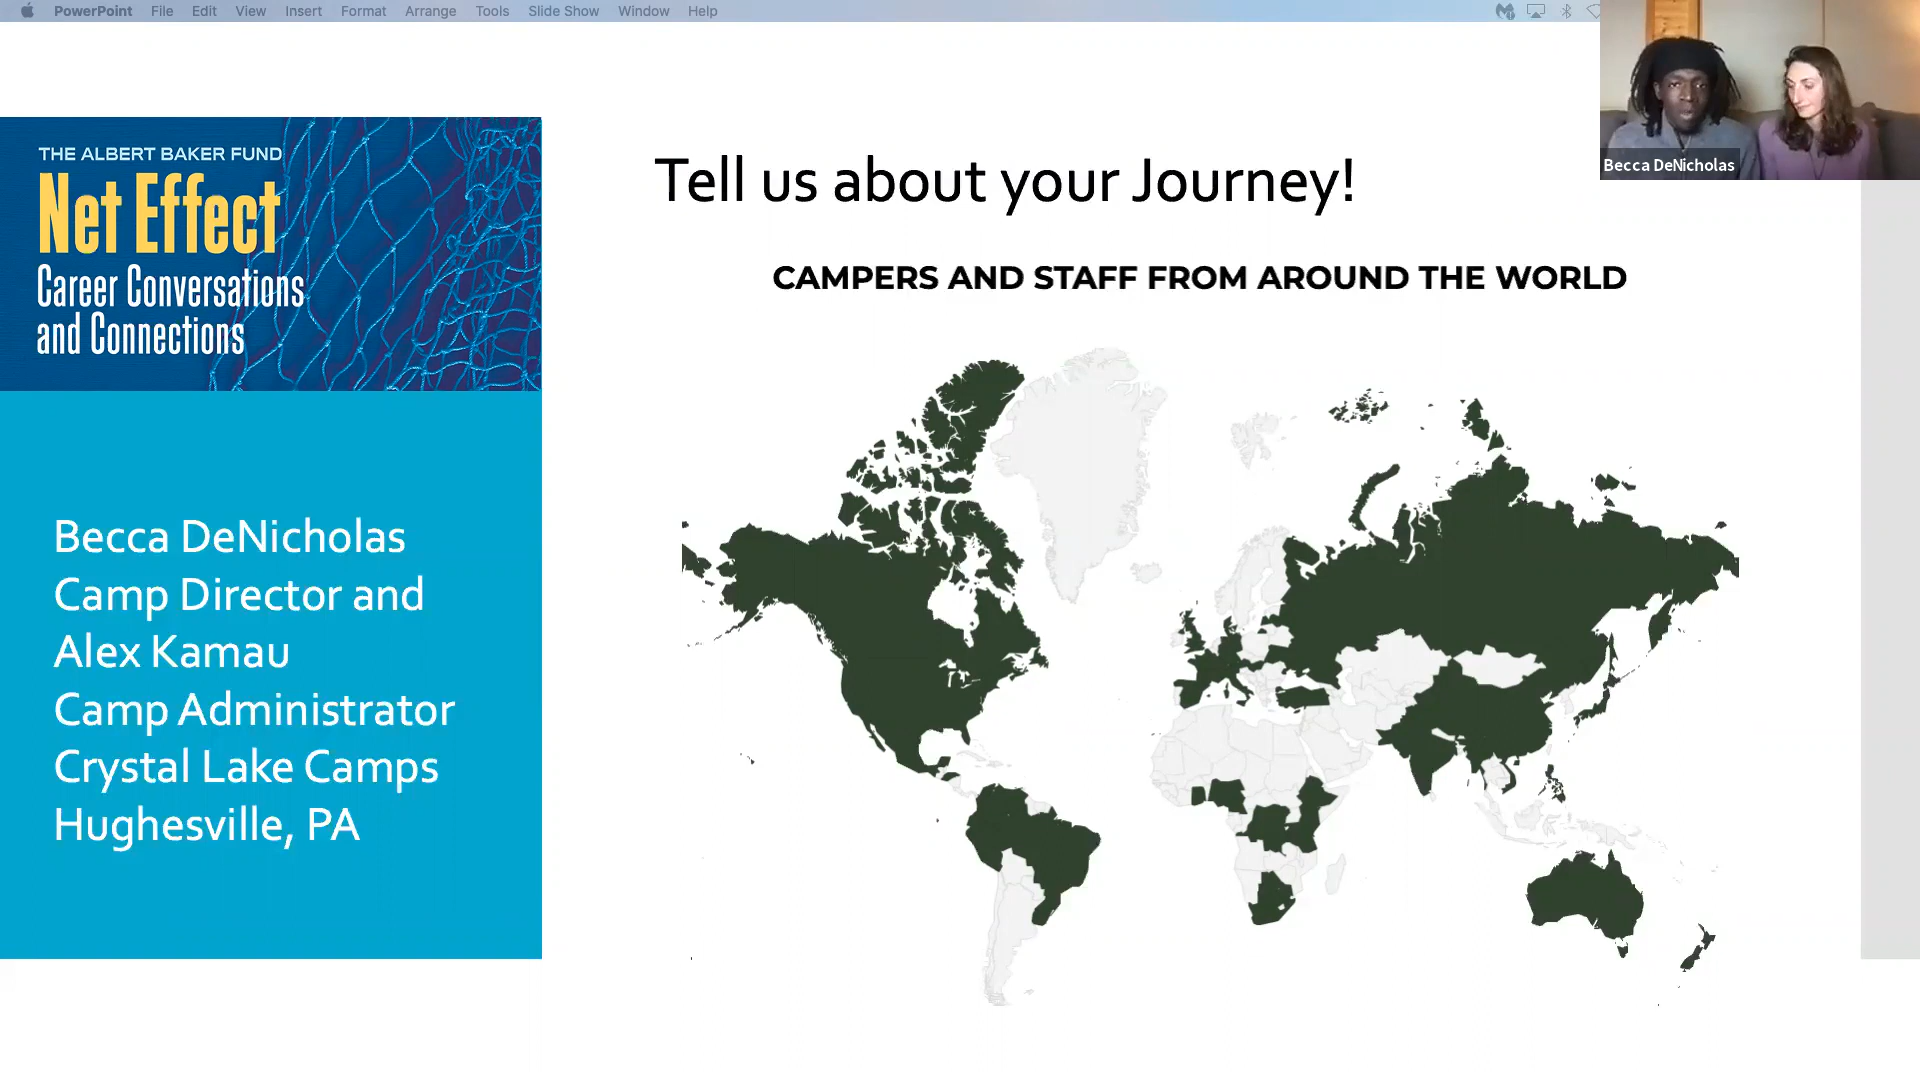 PowerPoint File Edit View Insert Format Arrange Tools Slide Show Window Help
Becca DeNicholas
THE ALBERT BAKER FUND
Net Effect
Career Conversations
and Connections
Tell us about your Journey!
CAMPERS AND STAFF FROM AROUND THE WORLD
Becca DeNicholas
Camp Director and
Alex Kamau
Camp Administrator
Crystal Lake Camps
Hughesville, PA